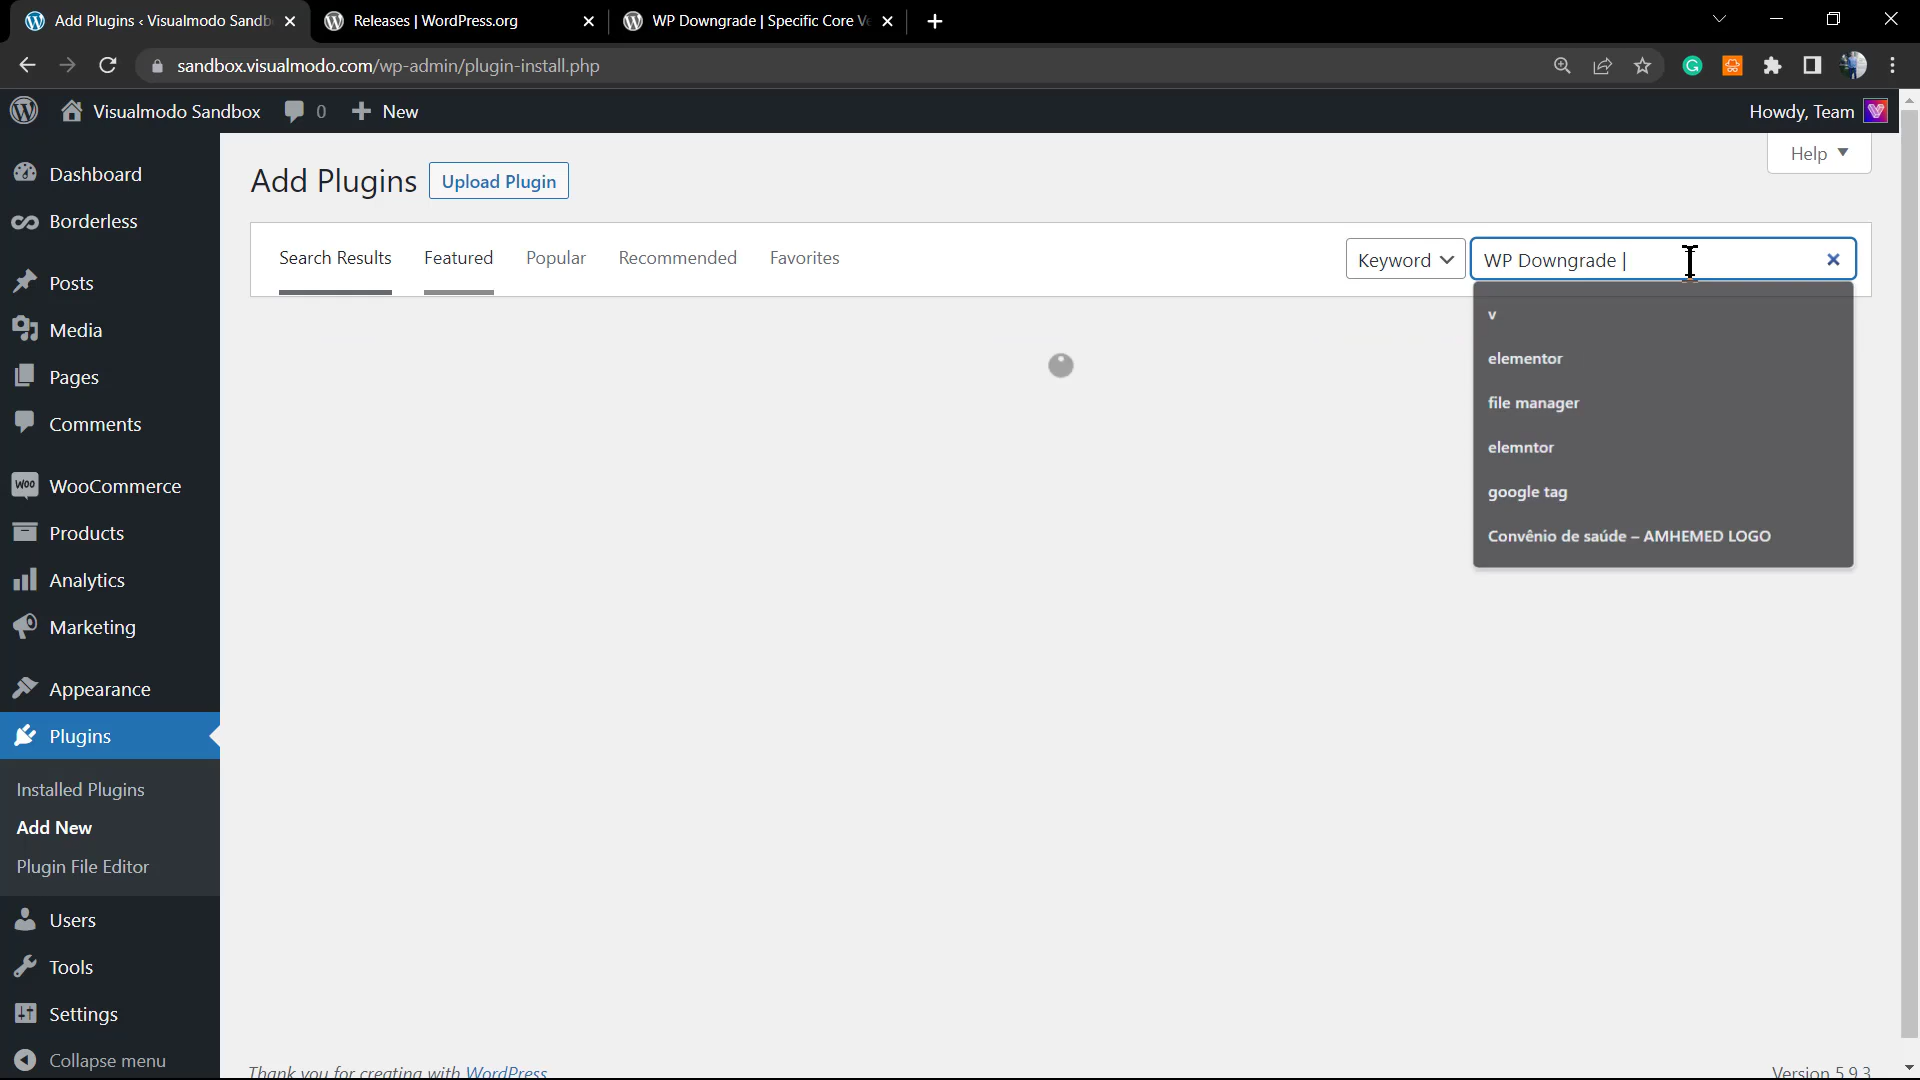 Add Plugins ‹ Visualmodo Sandb
Releases | WordPress.org
WP Downgrade | Specific Core Ve
sandbox.visualmodo.com/wp-admin/plugin-install.php
Visualmodo Sandbox
0
New
Howdy, Team
Help
Dashboard
Borderless
Posts
Media
Pages
Comments
WooCommerce
Products
Analytics
Marketing
Appearance
Plugins
Installed Plugins
Add New
Plugin File Editor
Users
Tools
Settings
Collapse menu
Add Plugins
Upload Plugin
Search Results
Featured
Popular
Recommended
Favorites
Keyword
WP Downgrade |
v
elementor
file manager
elemntor
google tag
Convênio de saúde – AMHEMED LOGO
Thank you for creating with WordPress
Version 5.9.3